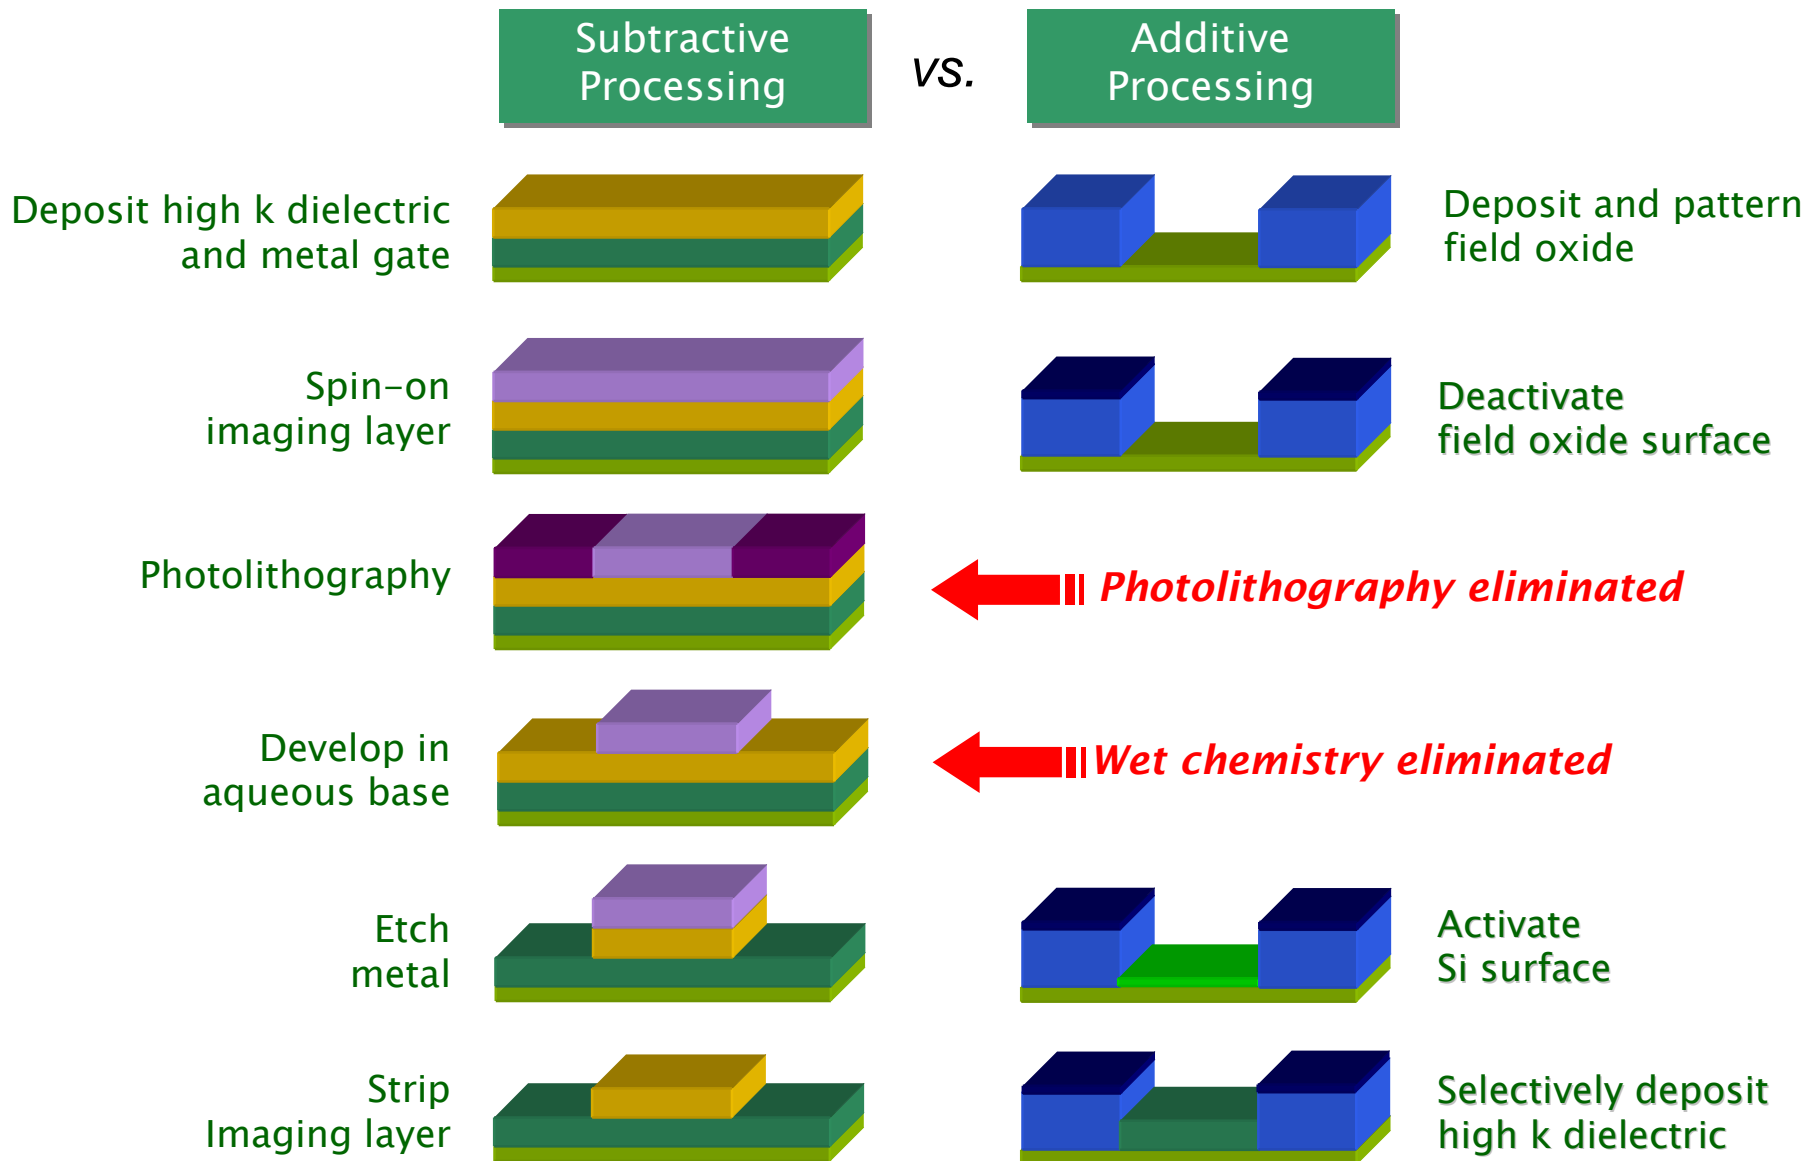 Subtractive
Processing
vs.
Additive
Processing
Deposit high k dielectric
and metal gate
Deposit and pattern
field oxide
Spin-on
imaging layer
Deactivate
field oxide surface
Photolithography
Photolithography eliminated
Develop in
aqueous base
Wet chemistry eliminated
Etch
metal
Activate
Si surface
Strip
Imaging layer
Selectively deposit
high k dielectric